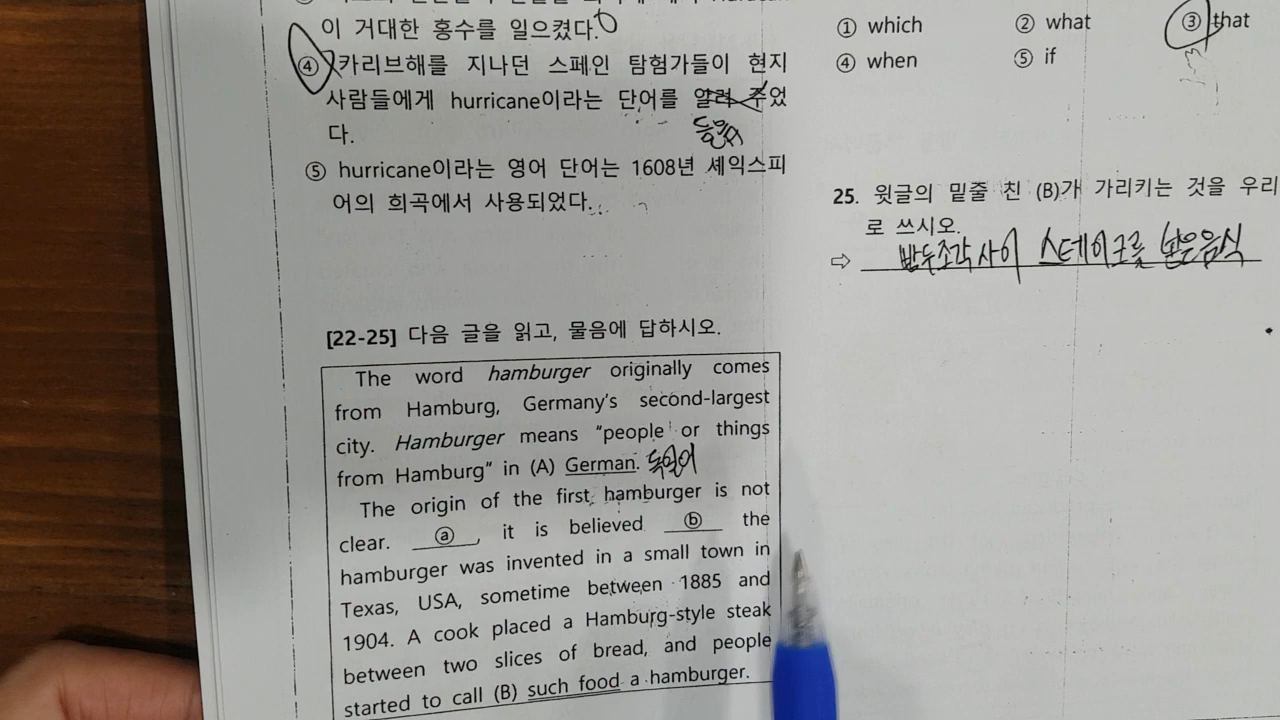 이 거대한 홍수를 일으켰다.
④ 카리브해를 지나던 스페인 탐험가들이 현지
사람들에게 hurricane이라는 단어를 알려 주었
다.
들었다
⑤ hurricane이라는 영어 단어는 1608년 셰익스피
어의 희곡에서 사용되었다.
[22-25] 다음 글을 읽고, 물음에 답하시오.
The word hamburger originally comes
from Hamburg, Germany's second-largest
city. Hamburger means "people or things
from Hamburg" in (A) German. 독일어
The origin of the first hamburger is not
clear. ⓐ , it is believed ⓑ the
hamburger was invented in a small town in
Texas, USA, sometime between 1885 and
1904. A cook placed a Hamburg-style steak
between two slices of bread, and people
started to call (B) such food a hamburger.
① which ② what ③ that
④ when ⑤ if
25. 윗글의 밑줄 친 (B)가 가리키는 것을 우리
로 쓰시오.
⇨ 빵 두 조각 사이 스테이크를 넣은 음식